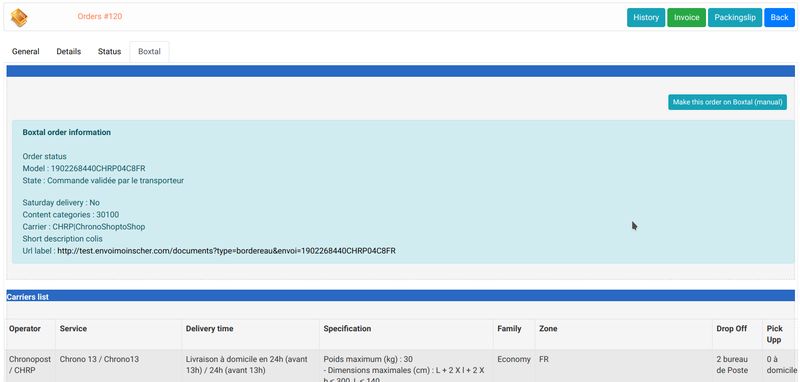 Orders #120
History Invoice Packingslip Back
General Details Status Boxtal
Make this order on Boxtal (manual)
Boxtal order information
Order status
Model : 1902268440CHRP04C8FR
State : Commande validée par le transporteur
Saturday delivery : No
Content categories : 30100
Carrier : CHRP|ChronoShoptoShop
Short description colis
Url label : http://test.envoimoinscher.com/documents?type=bordereau&envoi=1902268440CHRP04C8FR
Carriers list
Operator Service Delivery time Specification Family Zone Drop Off Pick
Upp
Chronopost Chrono 13 / Chrono13 Livraison à domicile en 24h (avant Poids maximum (kg) : 30 Economy FR 2 bureau 0 à
/ CHRP 13h) / 24h (avant 13h) - Dimensions maximales (cm) : L + 2 X l + 2 X de Poste domicile